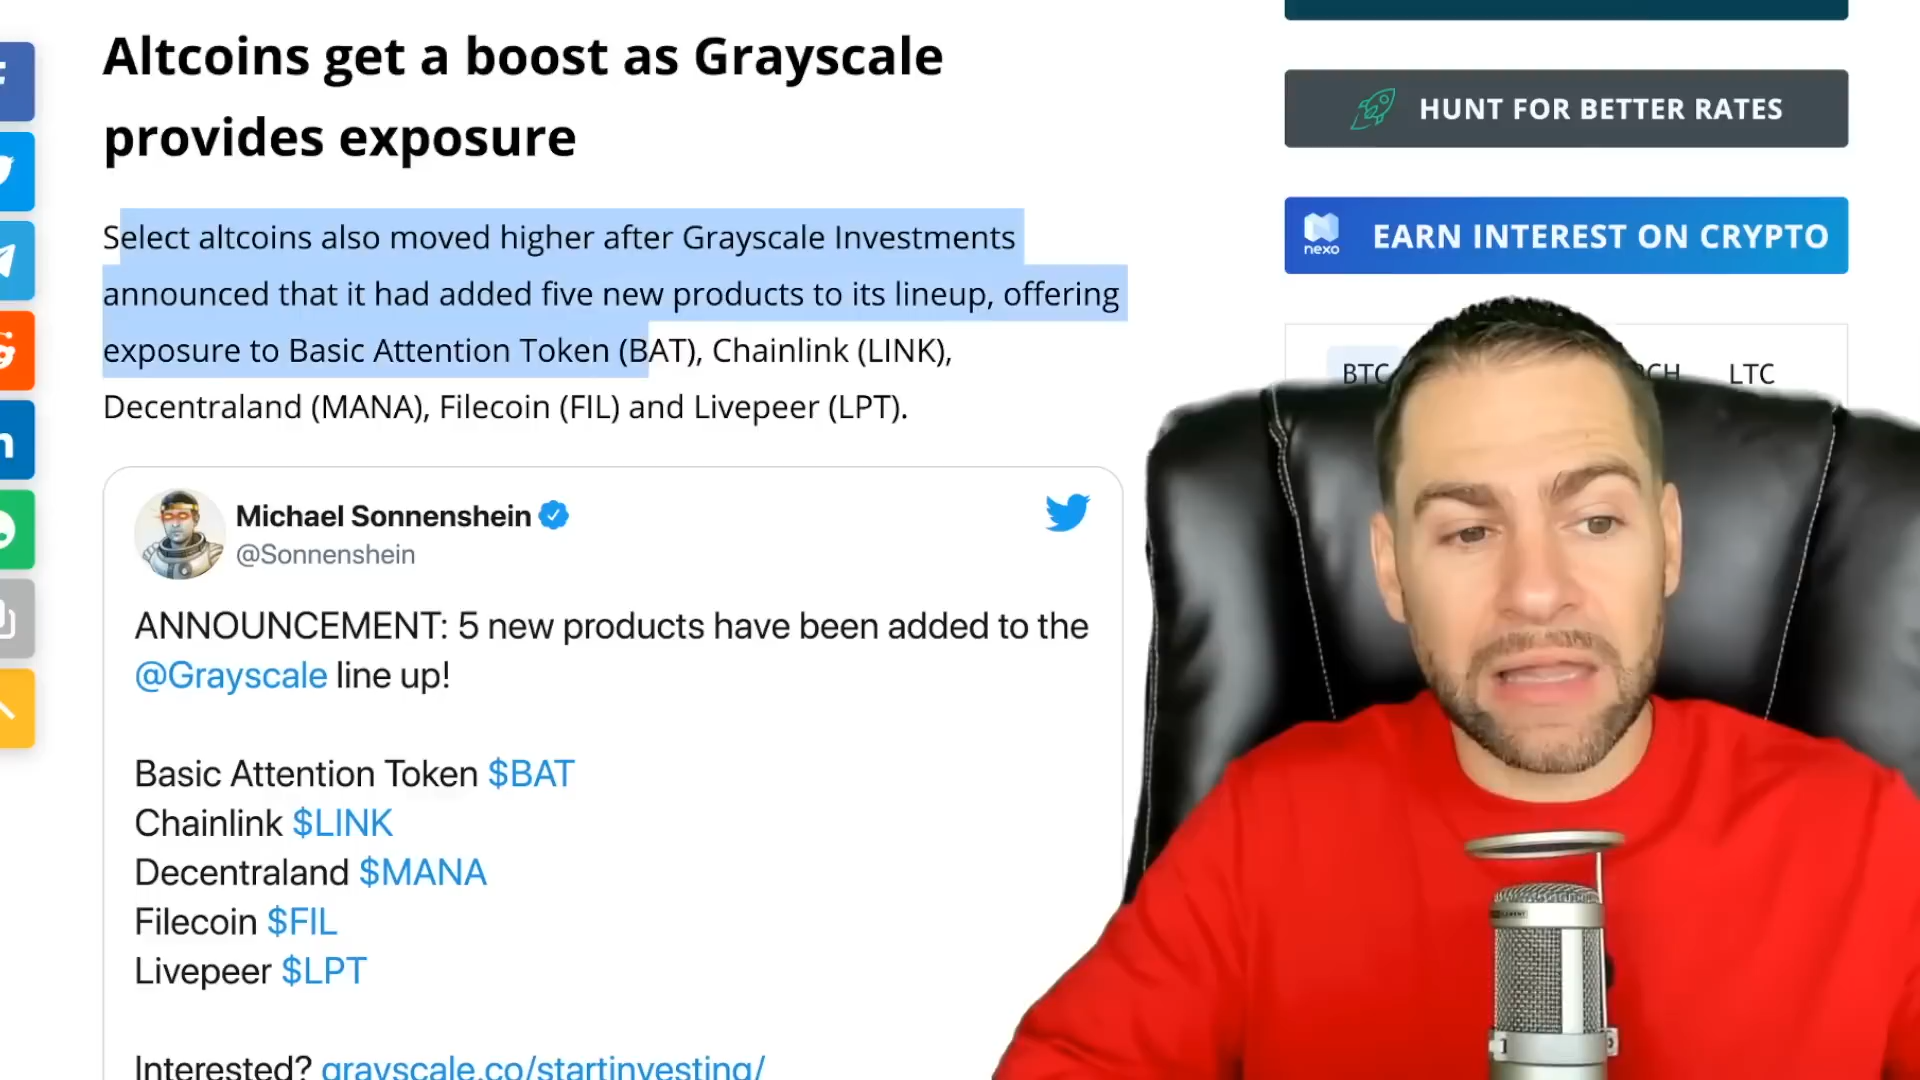 Altcoins get a boost as Grayscale
provides exposure
Select altcoins also moved higher after Grayscale Investments
announced that it had added five new products to its lineup, offering
exposure to Basic Attention Token (BAT), Chainlink (LINK),
Decentraland (MANA), Filecoin (FIL) and Livepeer (LPT).
Michael Sonnenshein
@Sonnenshein
ANNOUNCEMENT: 5 new products have been added to the
@Grayscale line up!
Basic Attention Token $BAT
Chainlink $LINK
Decentraland $MANA
Filecoin $FIL
Livepeer $LPT
Interested? grayscale.co/startinvesting/
HUNT FOR BETTER RATES
nexo
EARN INTEREST ON CRYPTO
BTC LTC